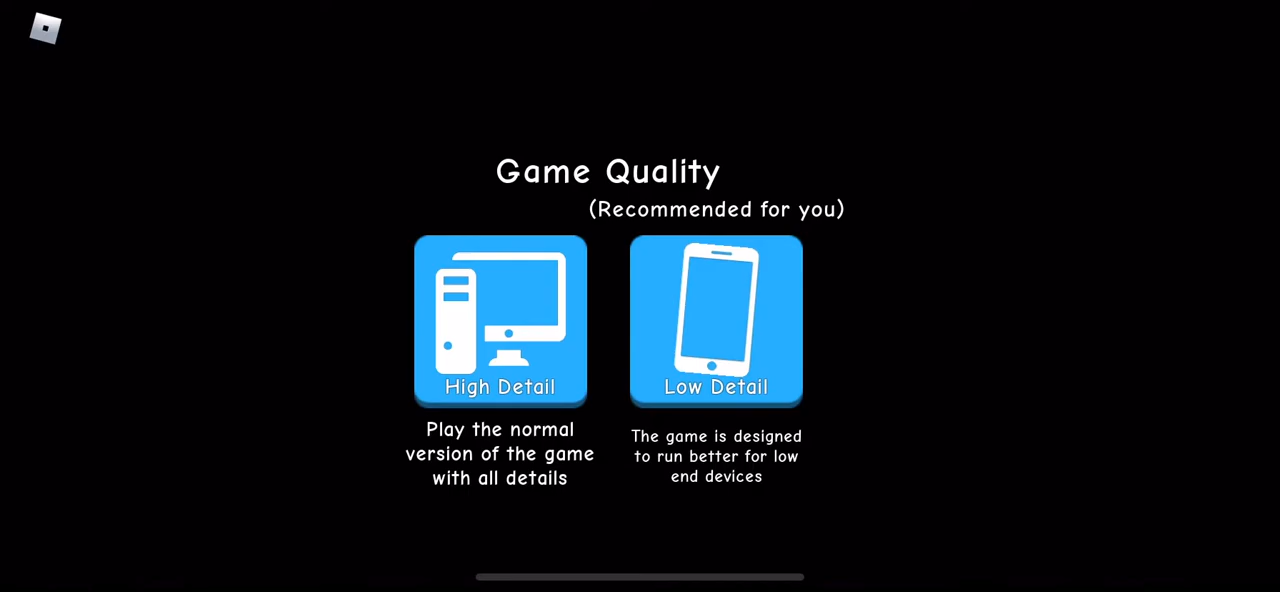 Game Quality
(Recommended for you)
High Detail
Play the normal
version of the game
with all details
Low Detail
The game is designed
to run better for low
end devices